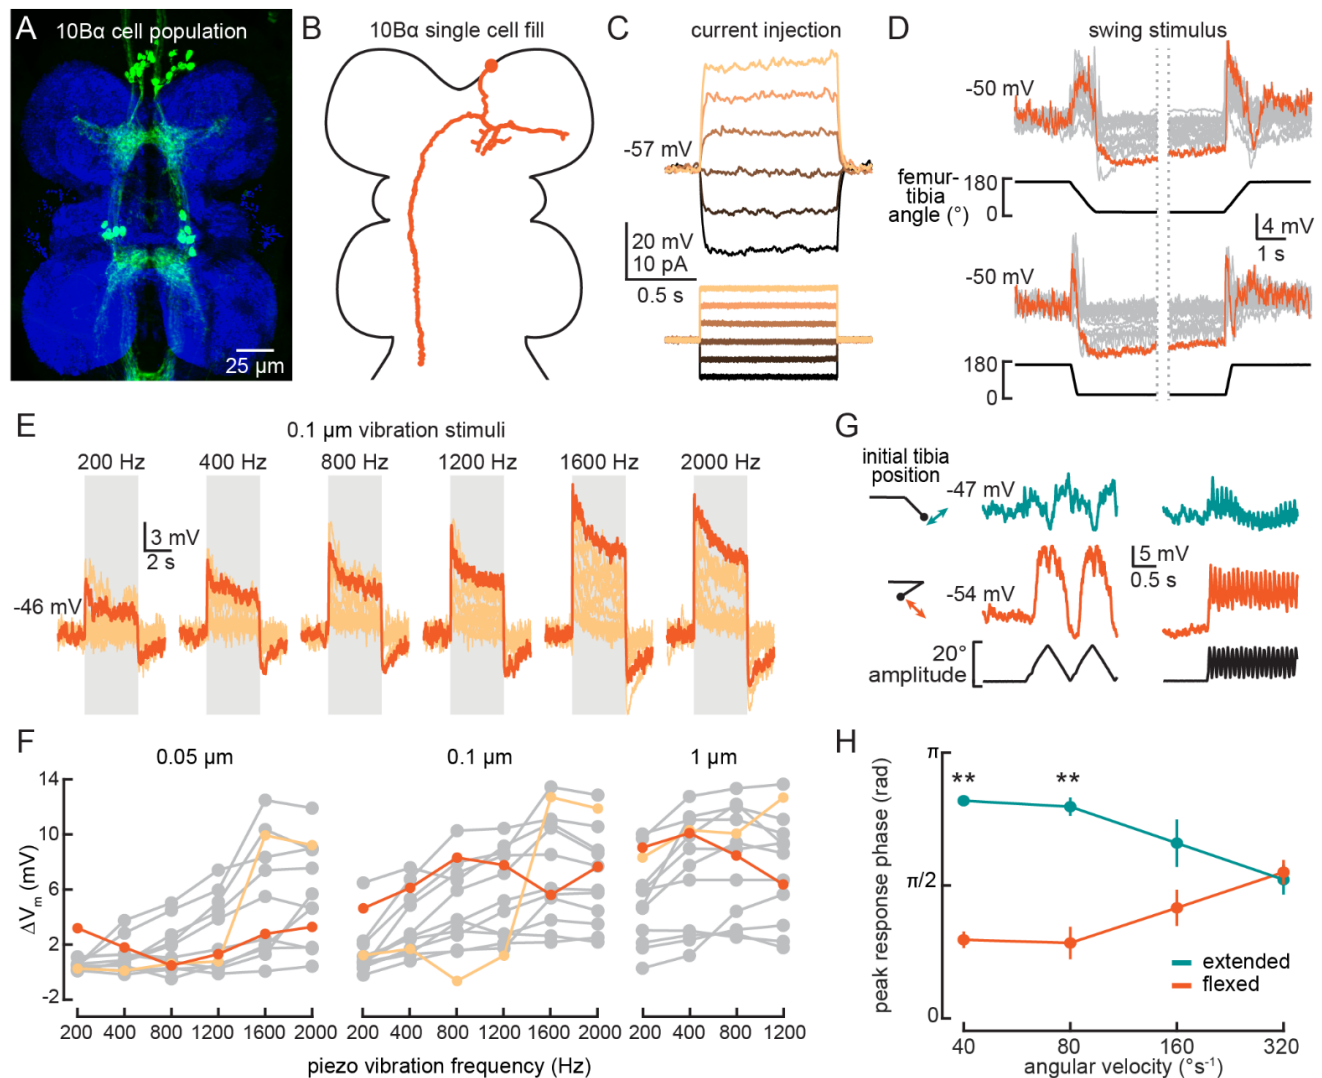 A
10Bα cell population
25 µm
B
10Bα single cell fill
C
current injection
-57 mV
20 mV
10 pA
0.5 s
D
swing stimulus
-50 mV
femur-
tibia
angle (°)
180
0
4 mV
1 s
-50 mV
180
0
E
0.1 µm vibration stimuli
200 Hz 400 Hz 800 Hz 1200 Hz 1600 Hz 2000 Hz
3 mV
2 s
-46 mV
F
0.05 µm 0.1 µm 1 µm
ΔVm (mV)
14
10
6
2
-2
200 400 800 1200 1600 2000 200 400 800 1200 1600 2000 200 400 800 1200
piezo vibration frequency (Hz)
G
initial tibia
position
-47 mV
5 mV
0.5 s
-54 mV
20°
amplitude
H
peak response phase (rad)
π
π/2
0
** **
extended
flexed
40 80 160 320
angular velocity (°s-1)